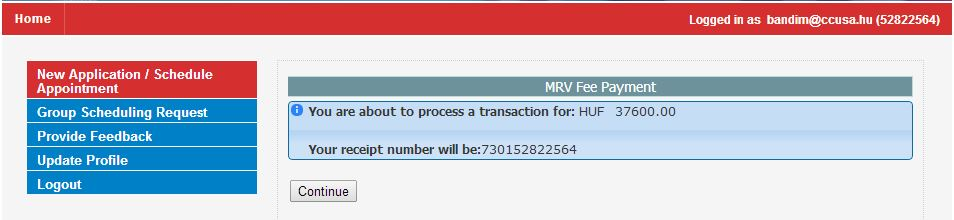 Home
Logged in as bandim@ccusa.hu (52822564)
New Application / Schedule
Appointment
Group Scheduling Request
Provide Feedback
Update Profile
Logout
MRV Fee Payment
You are about to process a transaction for: HUF 37600.00
Your receipt number will be:730152822564
Continue